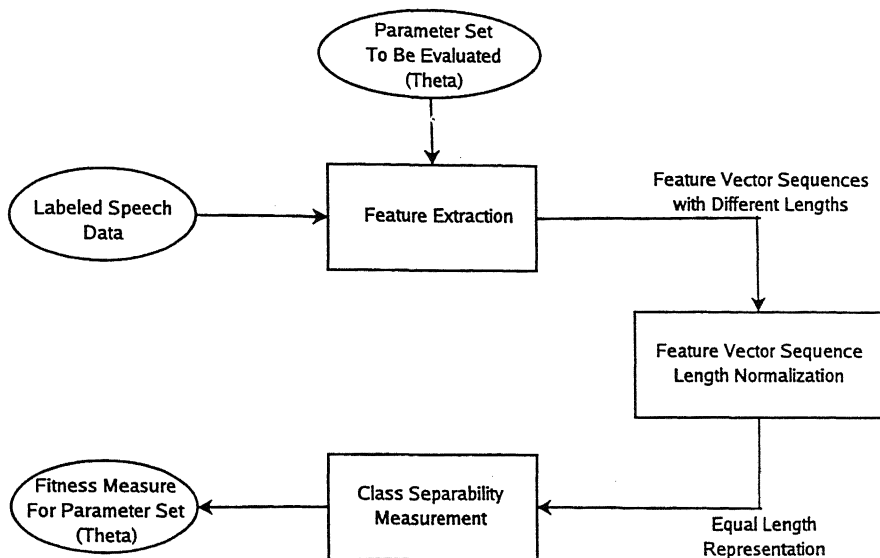 Parameter Set
To Be Evaluated
(Theta)
Labeled Speech
Data
Feature Extraction
Feature Vector Sequences
with Different Lengths
Feature Vector Sequence
Length Normalization
Fitness Measure
For Parameter Set
(Theta)
Class Separability
Measurement
Equal Length
Representation